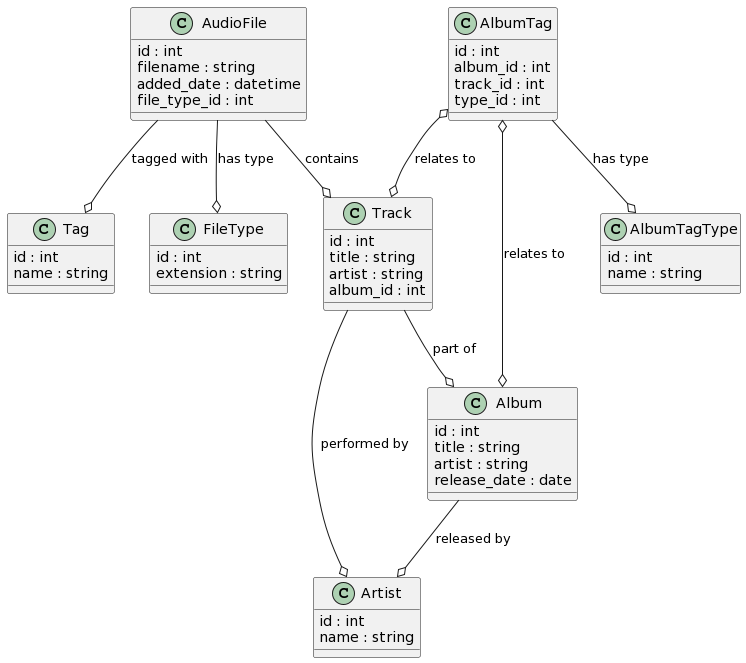 C AudioFile
id : int
filename : string
added_date : datetime
file_type_id : int
C AlbumTag
id : int
album_id : int
track_id : int
type_id : int
tagged with
has type
contains
relates to
has type
C Tag
id : int
name : string
C FileType
id : int
extension : string
C Track
id : int
title : string
artist : string
album_id : int
relates to
C AlbumTagType
id : int
name : string
part of
performed by
C Album
id : int
title : string
artist : string
release_date : date
released by
C Artist
id : int
name : string